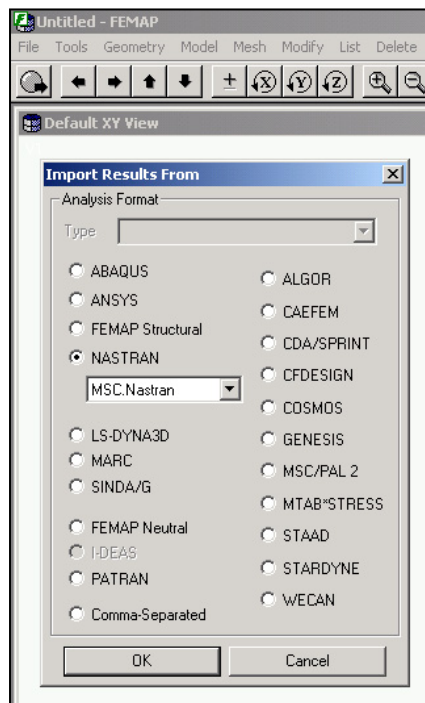 Untitled - FEMAP
File Tools Geometry Model Mesh Modify List Delete
± X Y Z
Default XY View
Import Results From
Analysis Format
Type
ABAQUS
ANSYS
FEMAP Structural
NASTRAN
MSC.Nastran
LS-DYNA3D
MARC
SINDA/G
FEMAP Neutral
I-DEAS
PATRAN
Comma-Separated
ALGOR
CAEFEM
CDA/SPRINT
CFDESIGN
COSMOS
GENESIS
MSC/PAL 2
MTAB*STRESS
STAAD
STARDYNE
WECAN
OK Cancel